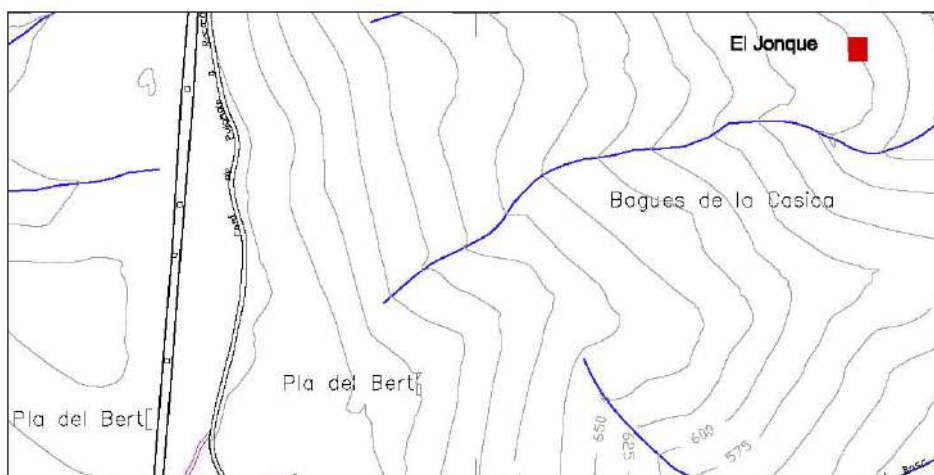 El Jonque
Bagues de la Casica
Pla del Bert
Pla del Bert
650
625
600
575